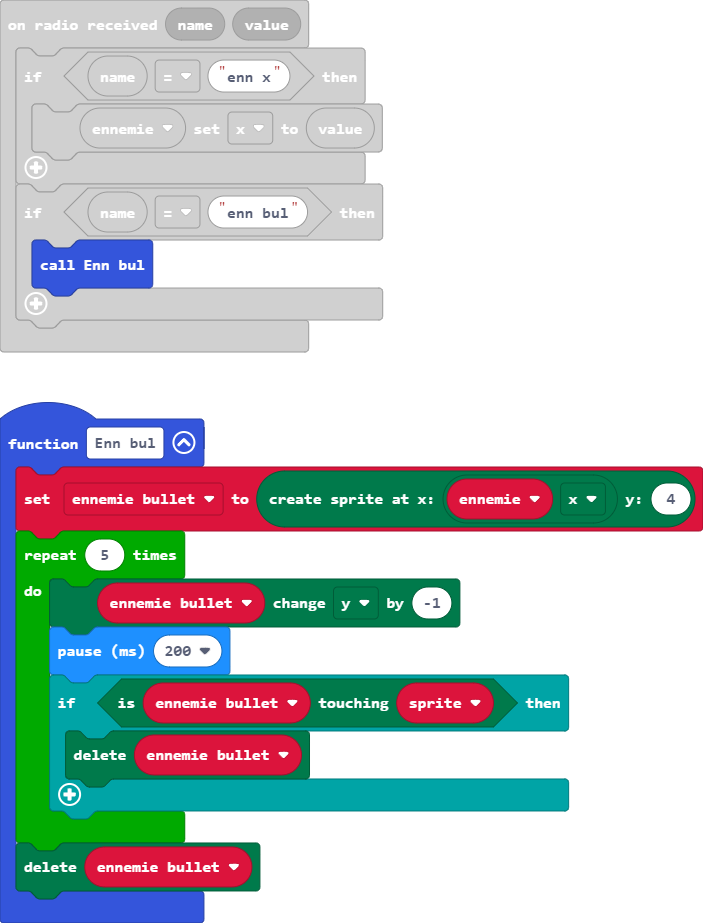 on radio received name value
if name = "enn x" then
ennemie set x to value
if name = "enn bul" then
call Enn bul
function Enn bul
set ennemie bullet to create sprite at x: ennemie x y: 4
repeat 5 times
do ennemie bullet change y by -1
pause (ms) 200
if is ennemie bullet touching sprite then
delete ennemie bullet
delete ennemie bullet